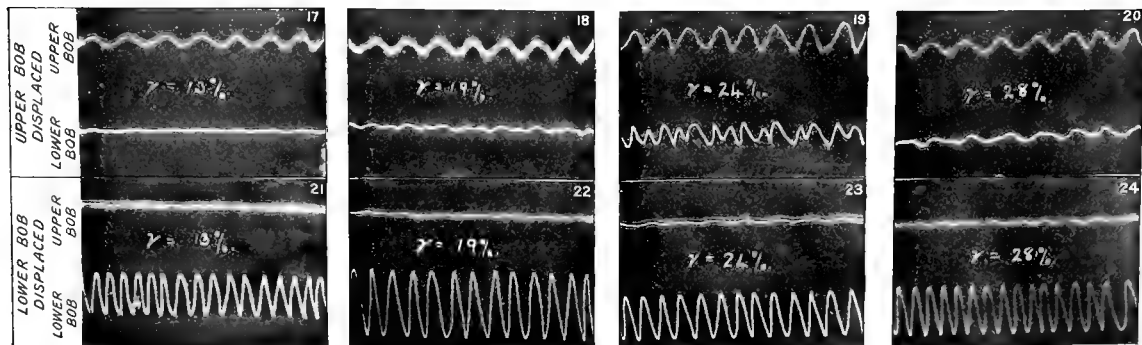 UPPER BOB
DISPLACED
UPPER
BOB
LOWER
BOB
17
γ = 10%.
18
γ = 19%.
19
γ = 24%.
20
γ = 28%.
LOWER BOB
DISPLACED
UPPER
BOB
LOWER
BOB
21
γ = 10%.
22
γ = 19%.
23
γ = 24%.
24
γ = 28%.